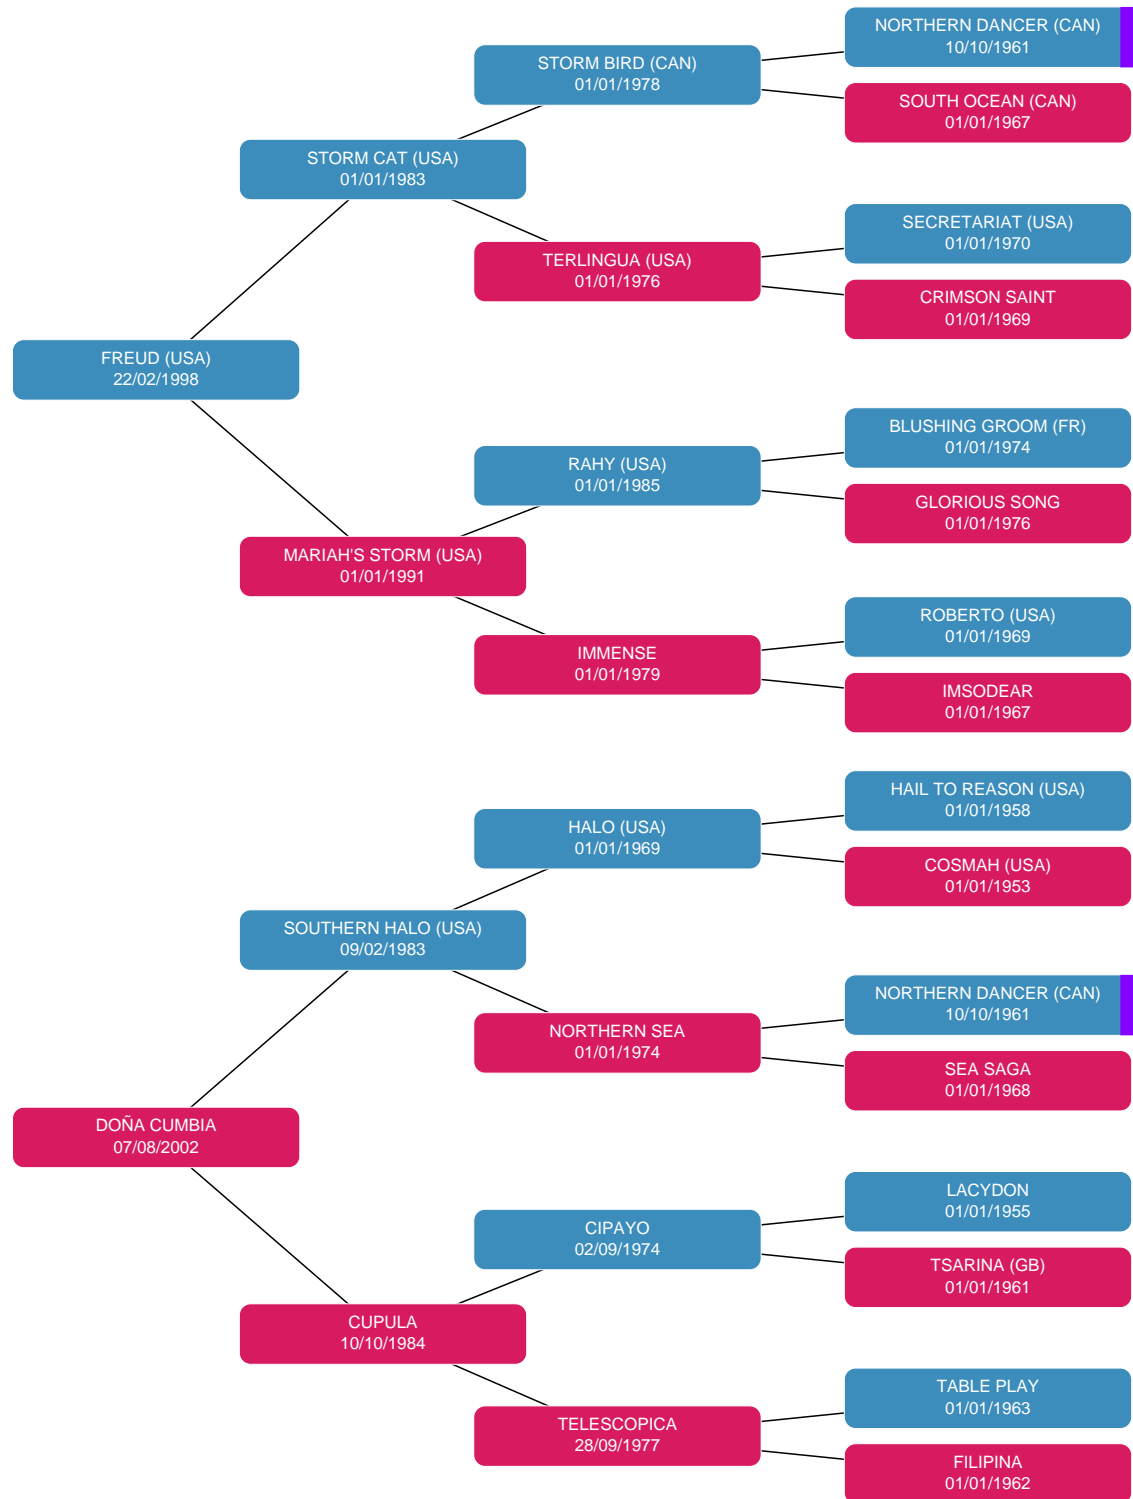 NORTHERN DANCER (CAN)
10/10/1961
STORM BIRD (CAN)
01/01/1978
SOUTH OCEAN (CAN)
01/01/1967
STORM CAT (USA)
01/01/1983
SECRETARIAT (USA)
01/01/1970
TERLINGUA (USA)
01/01/1976
CRIMSON SAINT
01/01/1969
FREUD (USA)
22/02/1998
BLUSHING GROOM (FR)
01/01/1974
RAHY (USA)
01/01/1985
GLORIOUS SONG
01/01/1976
MARIAH'S STORM (USA)
01/01/1991
ROBERTO (USA)
01/01/1969
IMMENSE
01/01/1979
IMSODEAR
01/01/1967
HAIL TO REASON (USA)
01/01/1958
HALO (USA)
01/01/1969
COSMAH (USA)
01/01/1953
SOUTHERN HALO (USA)
09/02/1983
NORTHERN DANCER (CAN)
10/10/1961
NORTHERN SEA
01/01/1974
SEA SAGA
01/01/1968
DOÑA CUMBIA
07/08/2002
LACYDON
01/01/1955
CIPAYO
02/09/1974
TSARINA (GB)
01/01/1961
CUPULA
10/10/1984
TABLE PLAY
01/01/1963
TELESCOPICA
28/09/1977
FILIPINA
01/01/1962